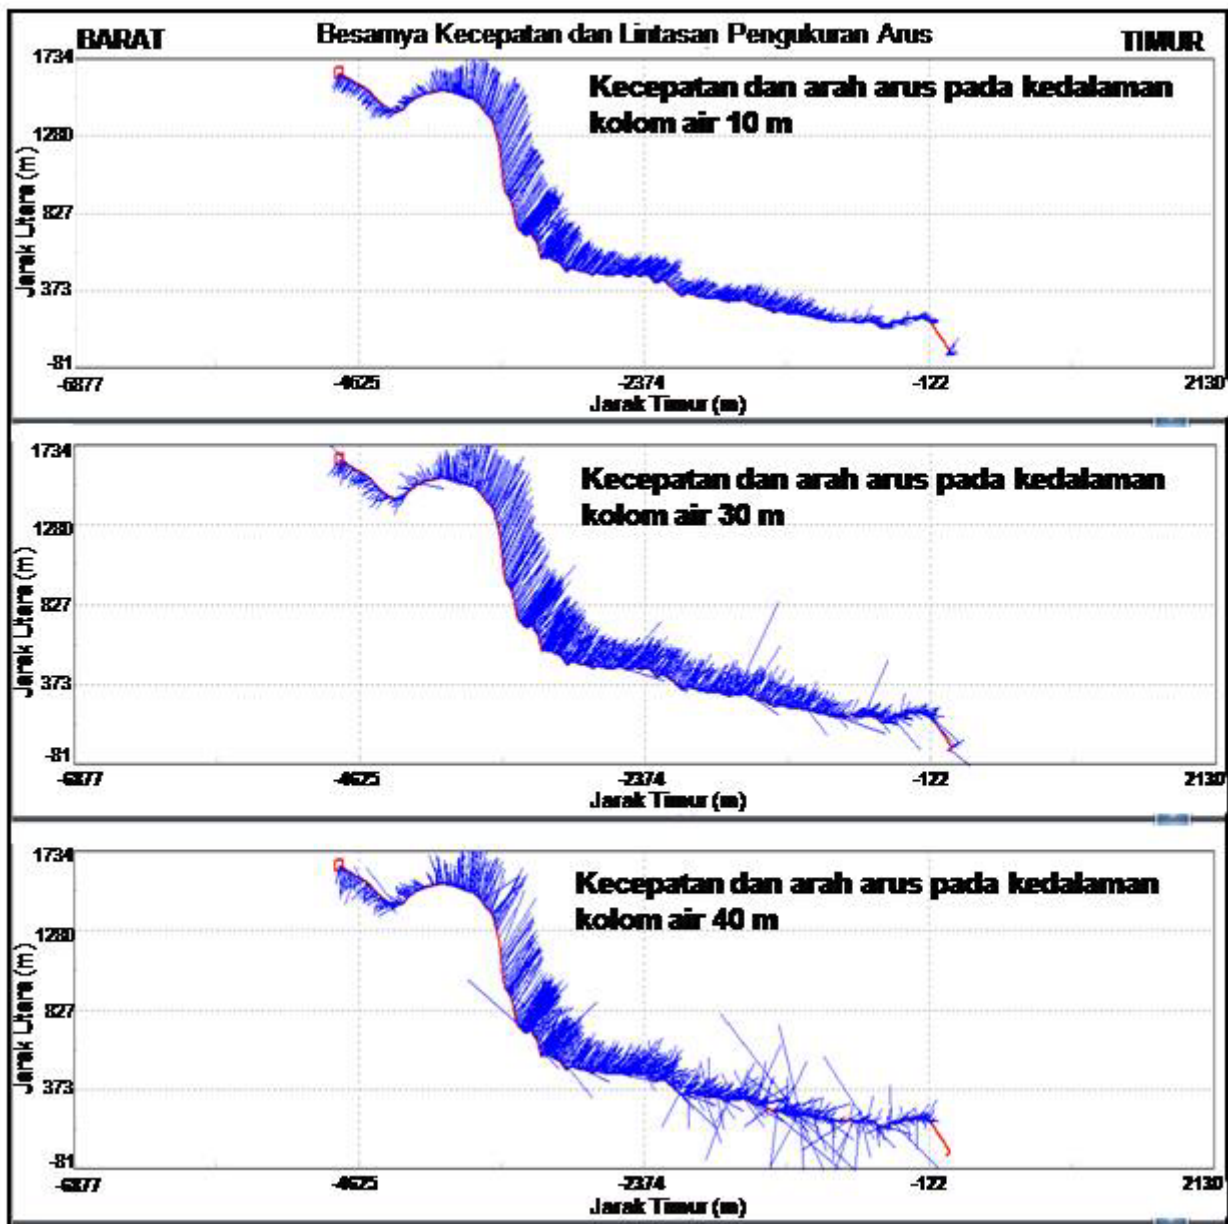 BARAT Besarnya Kecepatan dan Lintasan Pengukuran Arus TIMUR
Kecepatan dan arah arus pada kedalaman
kolom air 10 m
Jarak Utara (m)
1734
1280
827
373
-81
-6877 -4625 -2374 -122 2130
Jarak Timur (m)
Kecepatan dan arah arus pada kedalaman
kolom air 30 m
Jarak Utara (m)
1734
1280
827
373
-81
-6877 -4625 -2374 -122 2130
Jarak Timur (m)
Kecepatan dan arah arus pada kedalaman
kolom air 40 m
Jarak Utara (m)
1734
1280
827
373
-81
-6877 -4625 -2374 -122 2130
Jarak Timur (m)